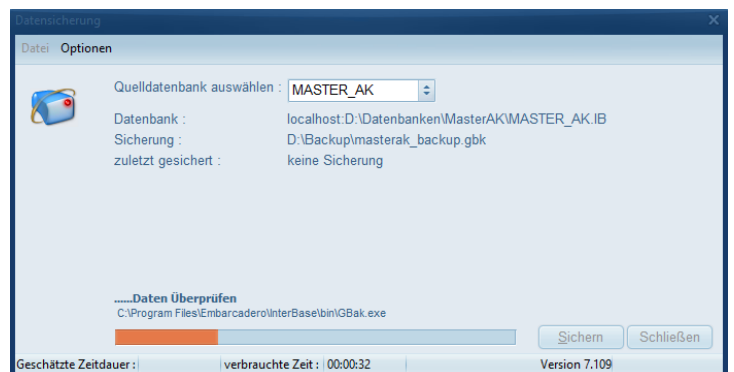 Datensicherung
Datei Optionen
Quelldatenbank auswählen : MASTER_AK
Datenbank : localhost:D:\Datenbanken\MasterAK\MASTER_AK.IB
Sicherung : D:\Backup\masterak_backup.gbk
zuletzt gesichert : keine Sicherung
......Daten Überprüfen
C:\Program Files\Embarcadero\InterBase\bin\GBak.exe
Sichern Schließen
Geschätzte Zeitdauer : verbrauchte Zeit : 00:00:32 Version 7.109